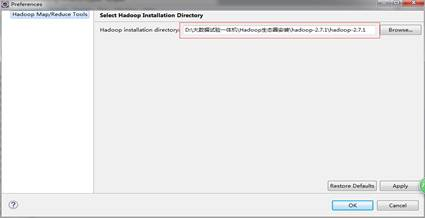 Preferences
Hadoop Map/Reduce Tools
Select Hadoop Installation Directory
Hadoop installation directory: D:\大数据试验一体机\Hadoop生态圈安装\hadoop-2.7.1\hadoop-2.7.1 Browse...
Restore Defaults Apply
OK Cancel